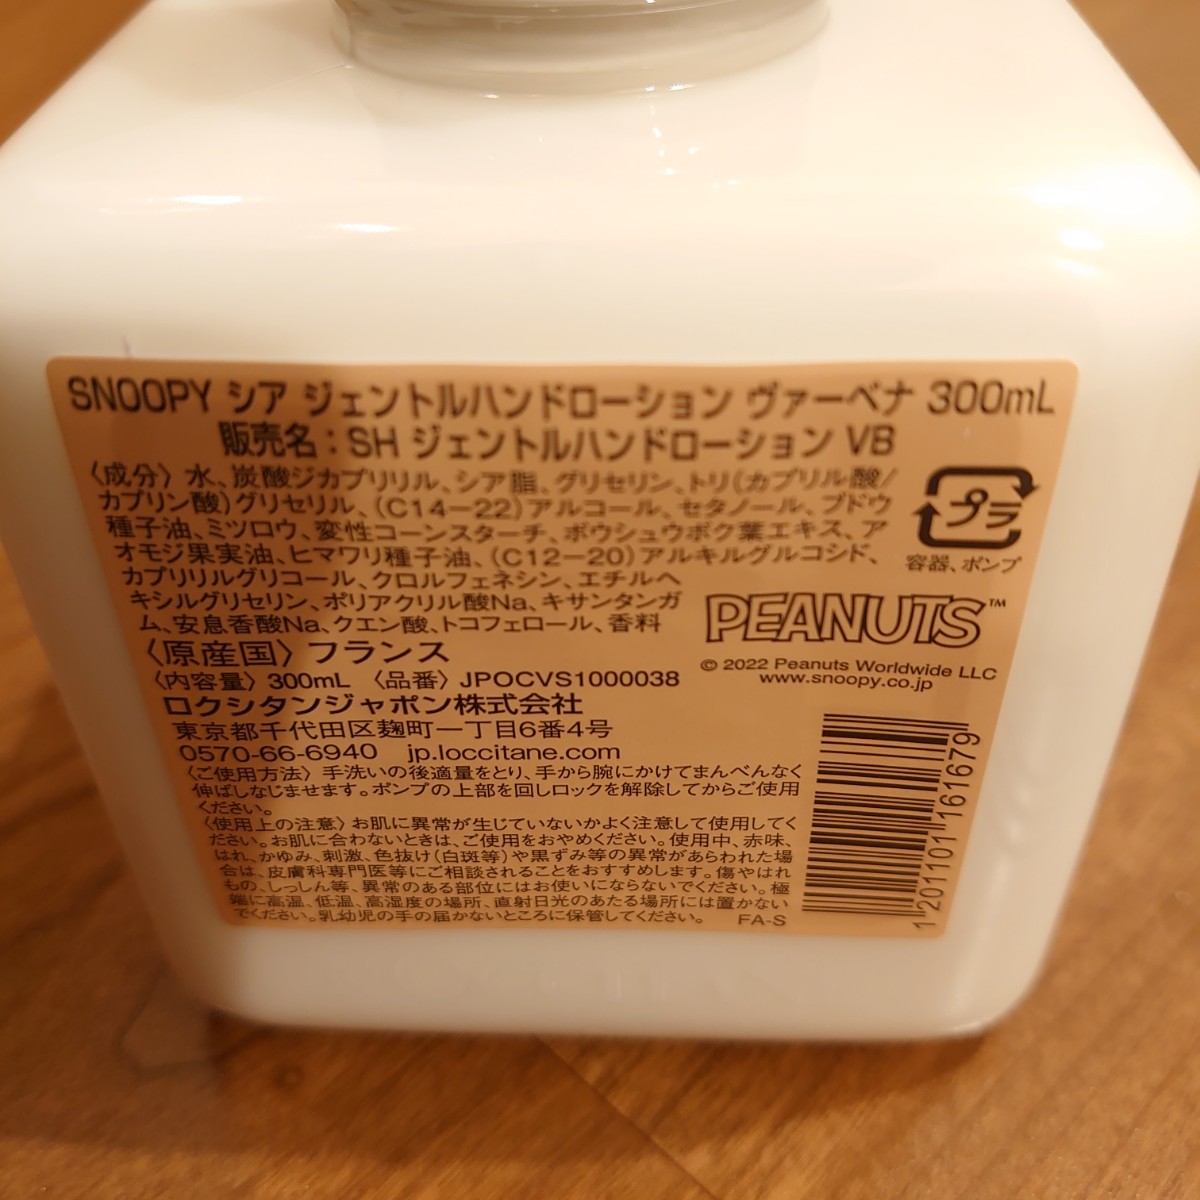 SNOOPY シア ジェントルハンドローション ヴァーベナ 300mL
販売名：SH ジェントルハンドローション VB
〈成分〉水、炭酸ジカプリリル、シア脂、グリセリン、トリ(カプリル酸/
カプリン酸)グリセリル、(C14－22)アルコール、セタノール、ブドウ
種子油、ミツロウ、変性コーンスターチ、ボウシュウボク葉エキス、ア
オモジ果実油、ヒマワリ種子油、(C12－20)アルキルグルコシド、
カプリリルグリコール、クロルフェネシン、エチルヘ
キシルグリセリン、ポリアクリル酸Na、キサンタンガ
ム、安息香酸Na、クエン酸、トコフェロール、香料
プラ
容器、ポンプ
PEANUTS™
© 2022 Peanuts Worldwide LLC
www.snoopy.co.jp
〈原産国〉フランス
〈内容量〉300mL 〈品番〉JPOCVS1000038
ロクシタンジャポン株式会社
東京都千代田区麹町一丁目6番4号
0570-66-6940 jp.loccitane.com
〈ご使用方法〉手洗いの後適量をとり、手から腕にかけてまんべんなく
伸ばしなじませます。ポンプの上部を回しロックを解除してからご使用
ください。
〈使用上の注意〉お肌に異常が生じていないかよく注意して使用してく
ださい。お肌に合わないときは、ご使用をおやめください。使用中、赤味、
はれ、かゆみ、刺激、色抜け(白斑等)や黒ずみ等の異常があらわれた場
合は、皮膚科専門医等にご相談されることをおすすめします。傷やはれ
もの、しっしん等、異常のある部位にはお使いにならないでください。極
端に高温、低温、高湿度の場所、直射日光のあたる場所には置かない
でください。乳幼児の手の届かないところに保管してください。 FA-S
1 201101 161679